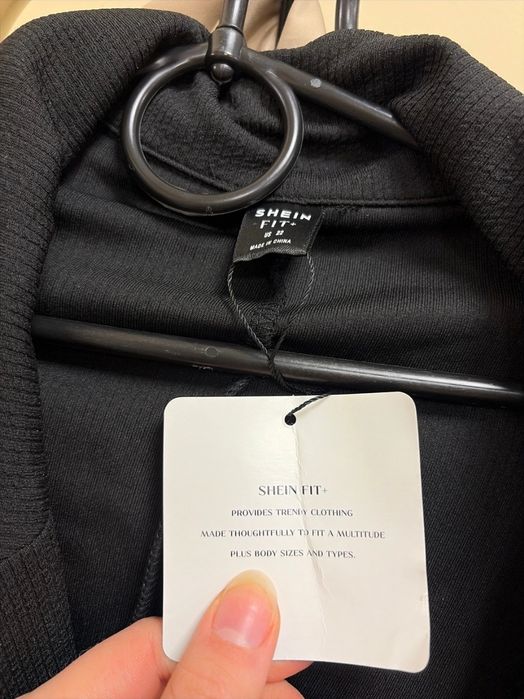 SHEIN
FIT+
US 22
MADE IN CHINA
SHEIN FIT+
PROVIDES TRENDY CLOTHING
MADE THOUGHTFULLY TO FIT A MULTITUDE
PLUS BODY SIZES AND TYPES.